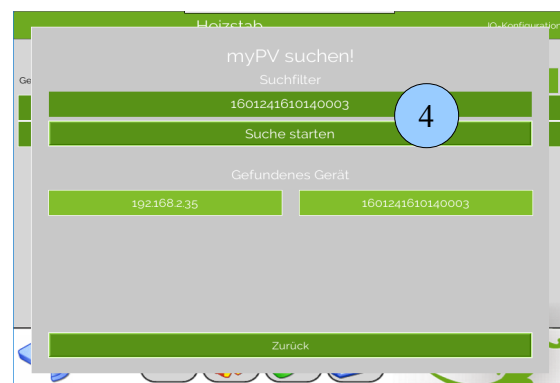 Heizstab
IO-Konfiguration
myPV suchen!
Ge
Suchfilter
1601241610140003
4
Suche starten
Gefundenes Gerät
192.168.2.35
1601241610140003
Zurück